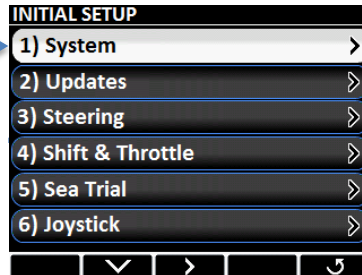 INITIAL SETUP
1) System
2) Updates
3) Steering
4) Shift & Throttle
5) Sea Trial
6) Joystick